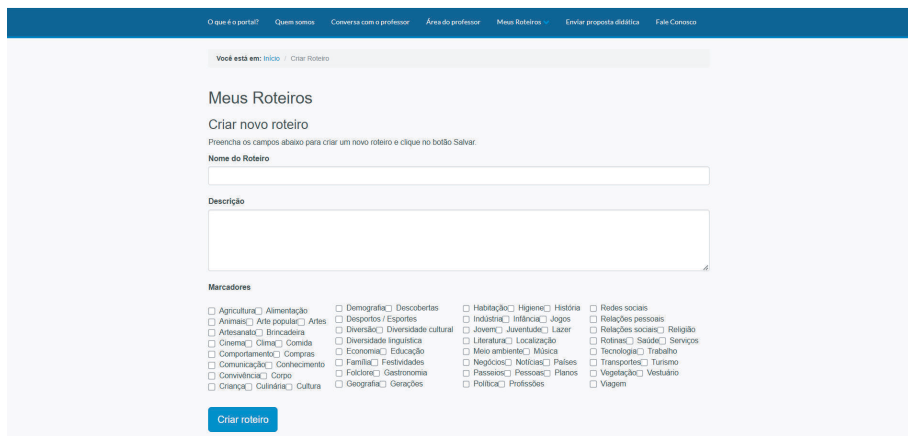 O que é o portal? Quem somos Conversa com o professor Área do professor Meus Roteiros Enviar proposta didática Fale Conosco
Você está em: Início / Criar Roteiro
Meus Roteiros
Criar novo roteiro
Preencha os campos abaixo para criar um novo roteiro e clique no botão Salvar.
Nome do Roteiro
Descrição
Marcadores
Agricultura Alimentação
Animais Arte popular Artes
Artesanato Brincadeira
Cinema Clima Comida
Comportamento Compras
Comunicação Conhecimento
Convivência Corpo
Criança Culinária Cultura
Demografia Descobertas
Desportos / Esportes
Diversão Diversidade cultural
Diversidade linguística
Economia Educação
Família Festividades
Folclore Gastronomia
Geografia Gerações
Habitação Higiene História
Indústria Infância Jogos
Jovem Juventude Lazer
Literatura Localização
Meio ambiente Música
Negócios Notícias Países
Passeios Pessoas Planos
Política Profissões
Redes sociais
Relações pessoais
Relações sociais Religião
Rotinas Saúde Serviços
Tecnologia Trabalho
Transportes Turismo
Vegetação Vestuário
Viagem
Criar roteiro